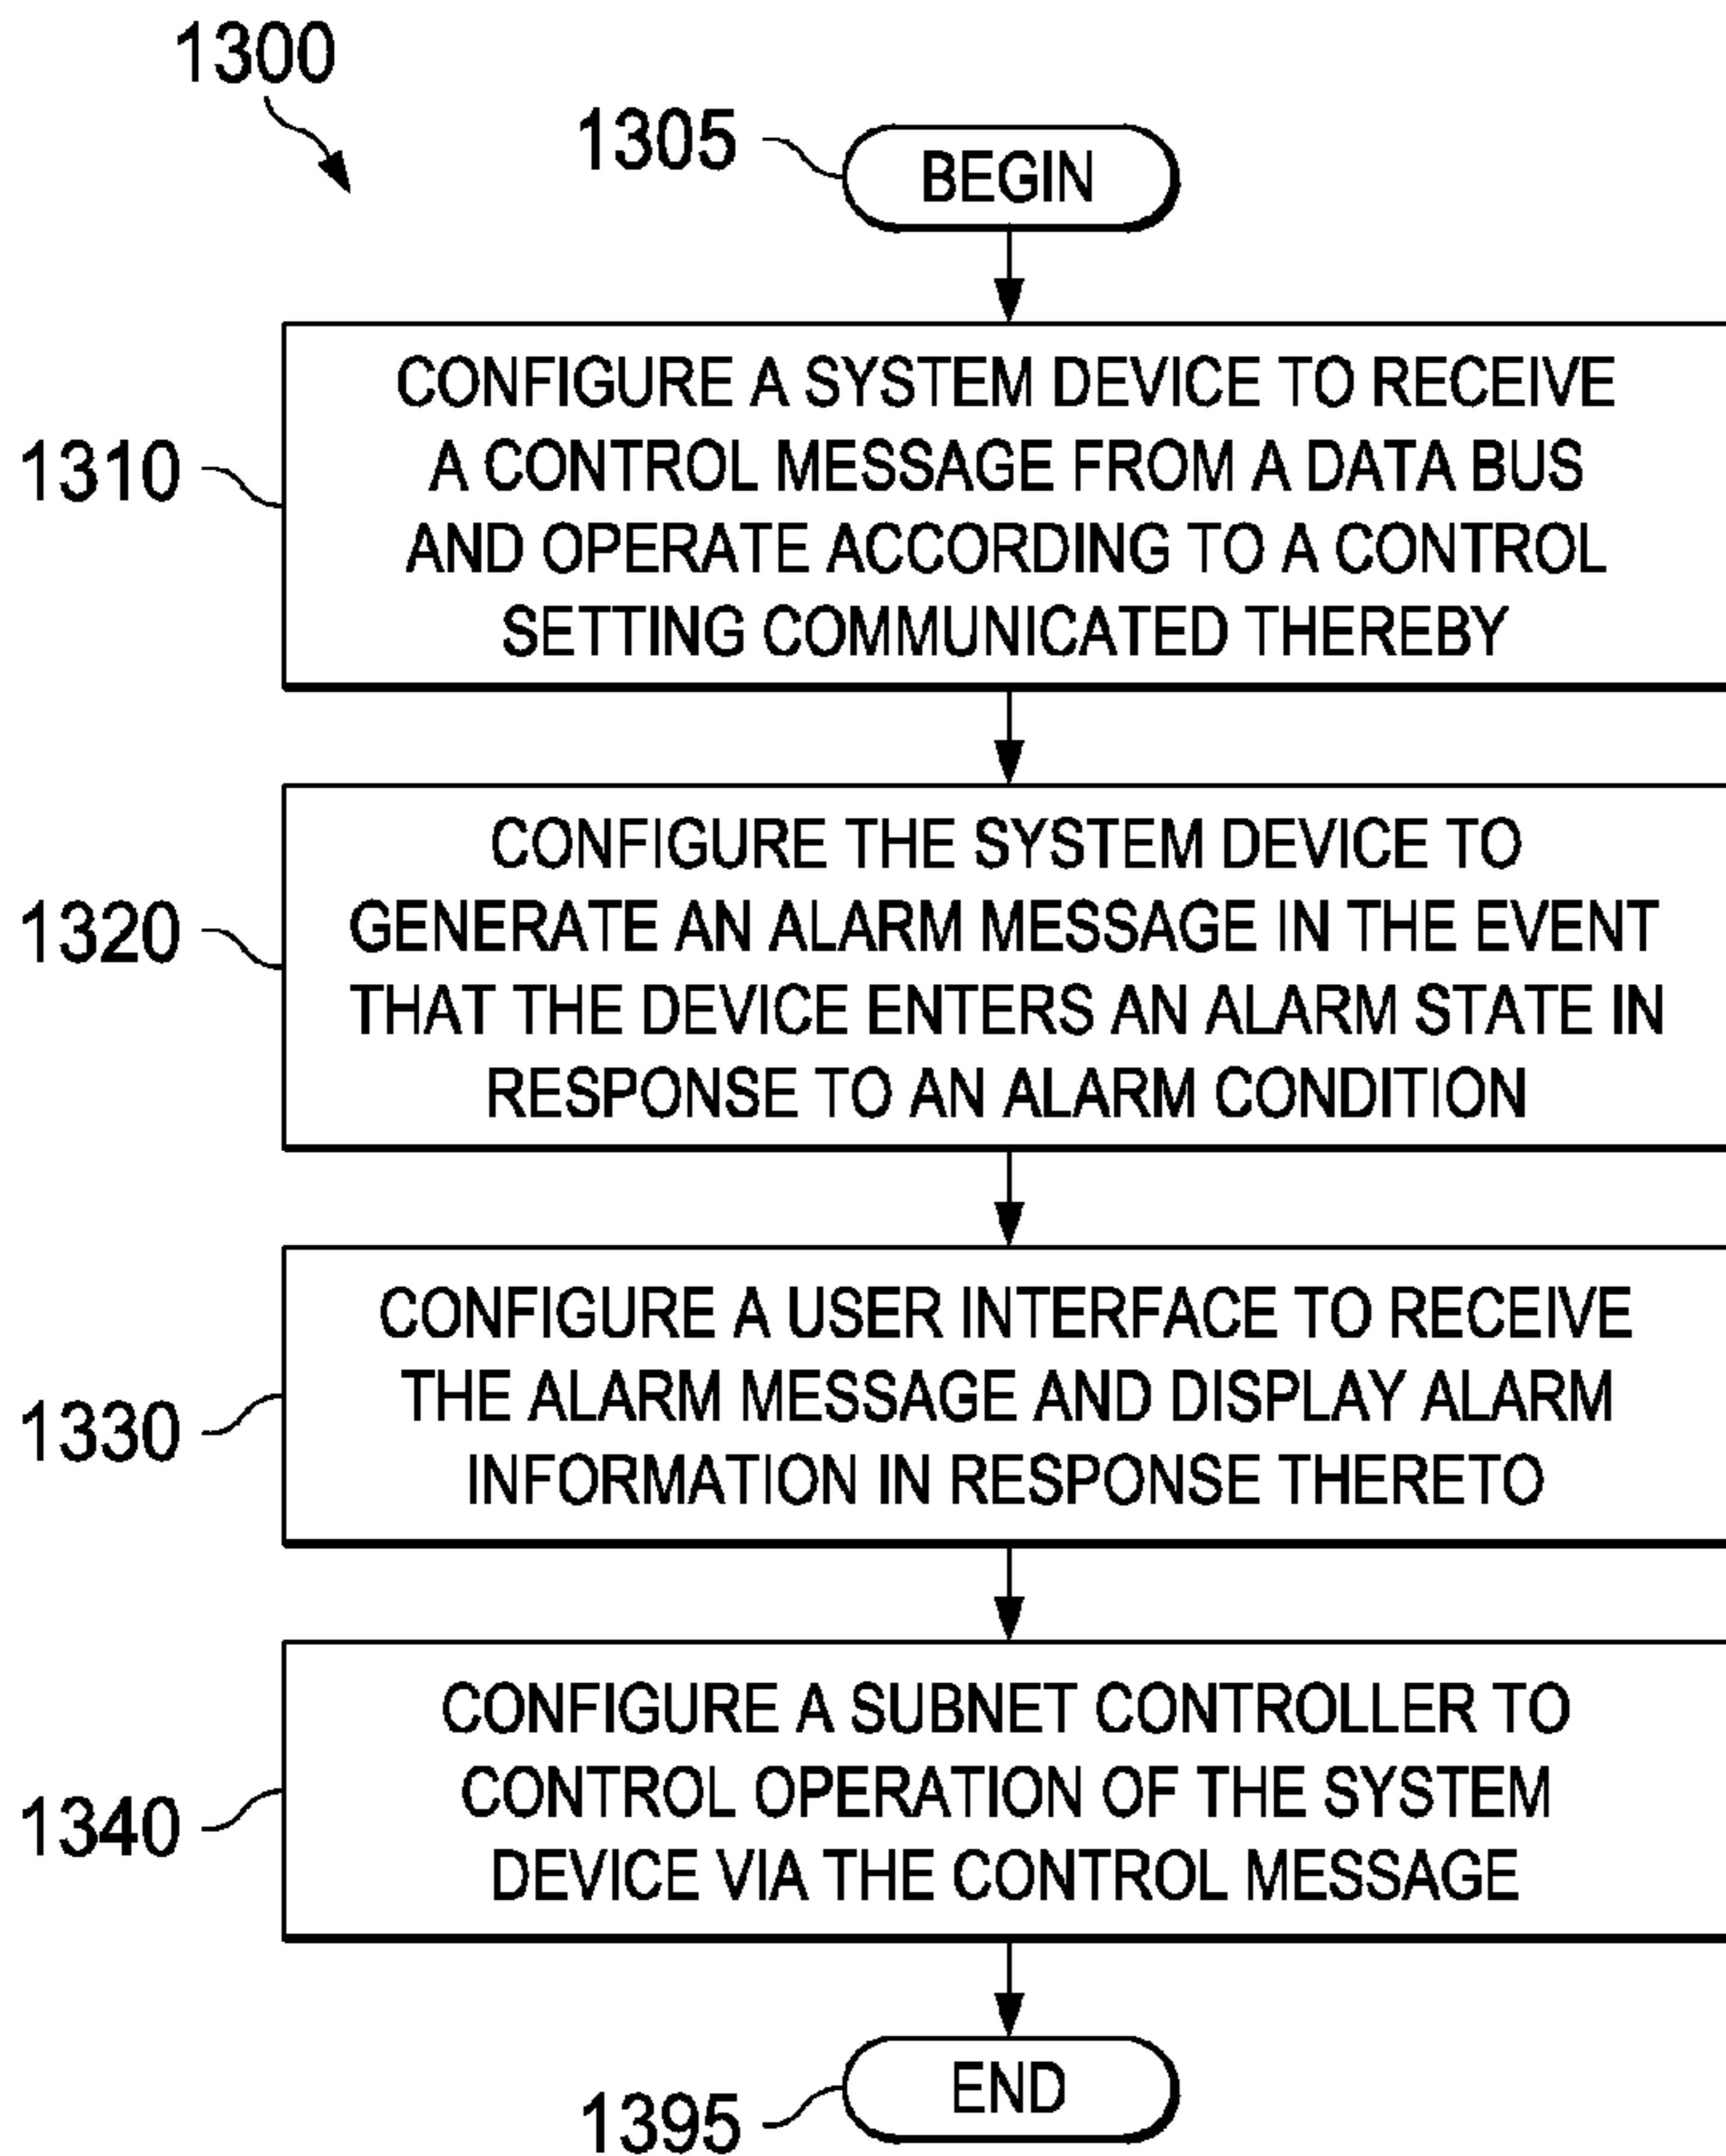 1300
1305
BEGIN
1310
CONFIGURE A SYSTEM DEVICE TO RECEIVE
A CONTROL MESSAGE FROM A DATA BUS
AND OPERATE ACCORDING TO A CONTROL
SETTING COMMUNICATED THEREBY
1320
CONFIGURE THE SYSTEM DEVICE TO
GENERATE AN ALARM MESSAGE IN THE EVENT
THAT THE DEVICE ENTERS AN ALARM STATE IN
RESPONSE TO AN ALARM CONDITION
1330
CONFIGURE A USER INTERFACE TO RECEIVE
THE ALARM MESSAGE AND DISPLAY ALARM
INFORMATION IN RESPONSE THERETO
1340
CONFIGURE A SUBNET CONTROLLER TO
CONTROL OPERATION OF THE SYSTEM
DEVICE VIA THE CONTROL MESSAGE
END
1395